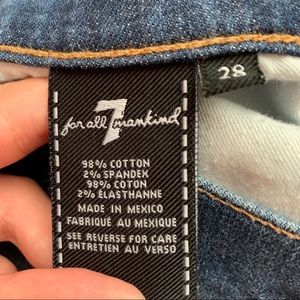 28
for all 7 mankind
98% COTTON
2% SPANDEX
98% COTON
2% ÉLASTHANNE
MADE IN MEXICO
FABRIQUÉ AU MEXIQUE
SEE REVERSE FOR CARE
ENTRETIEN AU VERSO